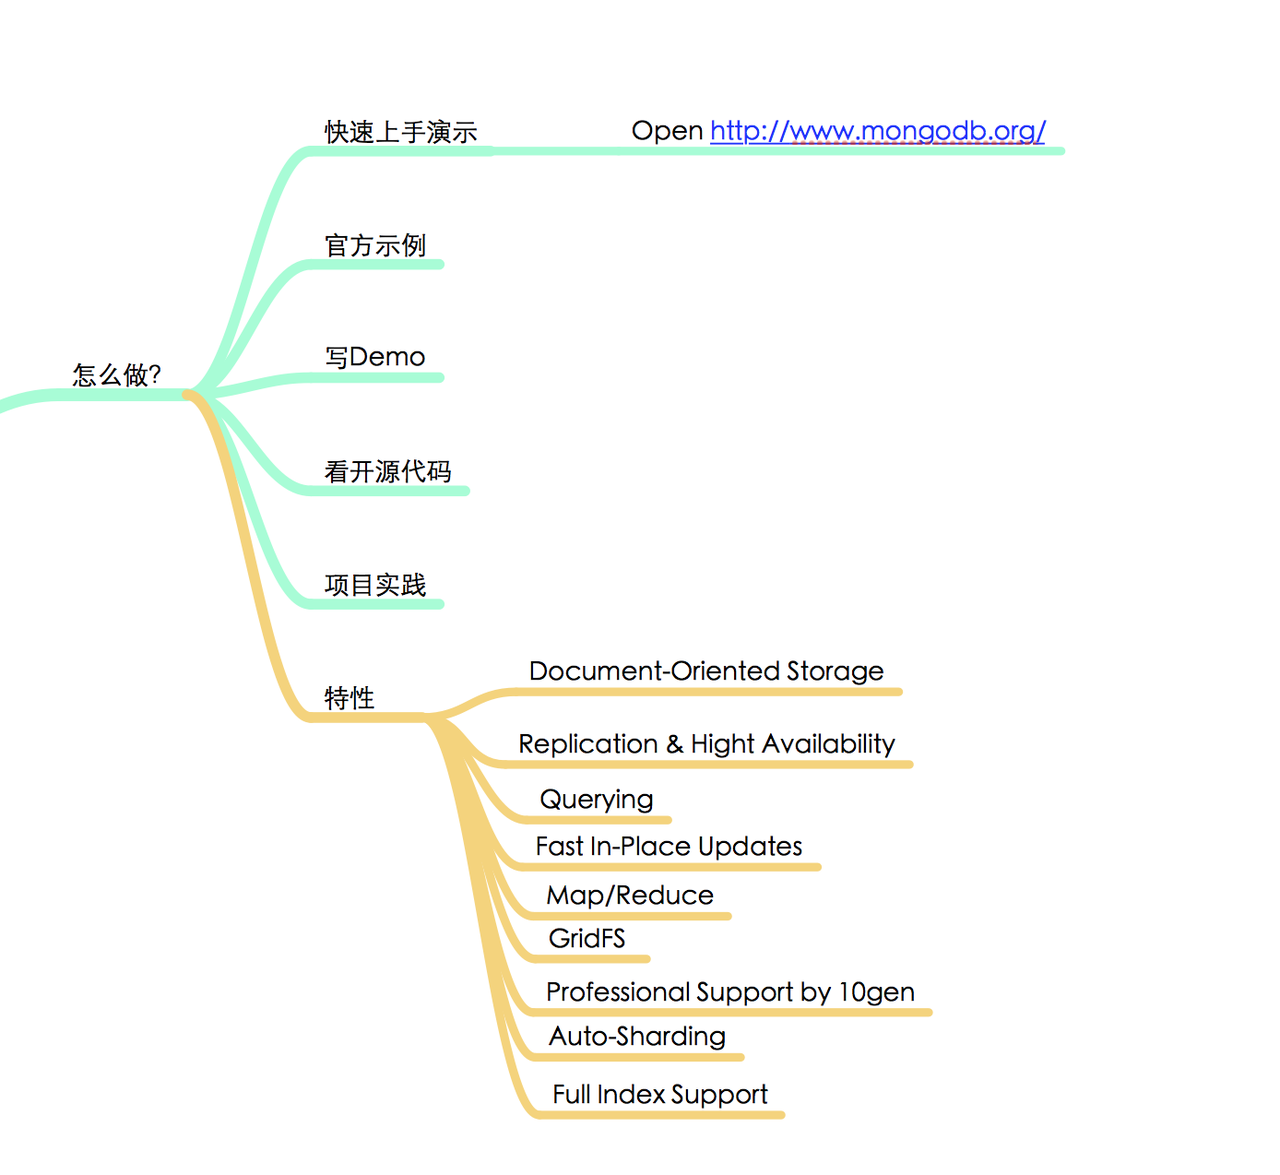 快速上手演示
Open http://www.mongodb.org/
官方示例
写Demo
怎么做?
看开源代码
项目实践
特性
Document-Oriented Storage
Replication & Hight Availability
Querying
Fast In-Place Updates
Map/Reduce
GridFS
Professional Support by 10gen
Auto-Sharding
Full Index Support